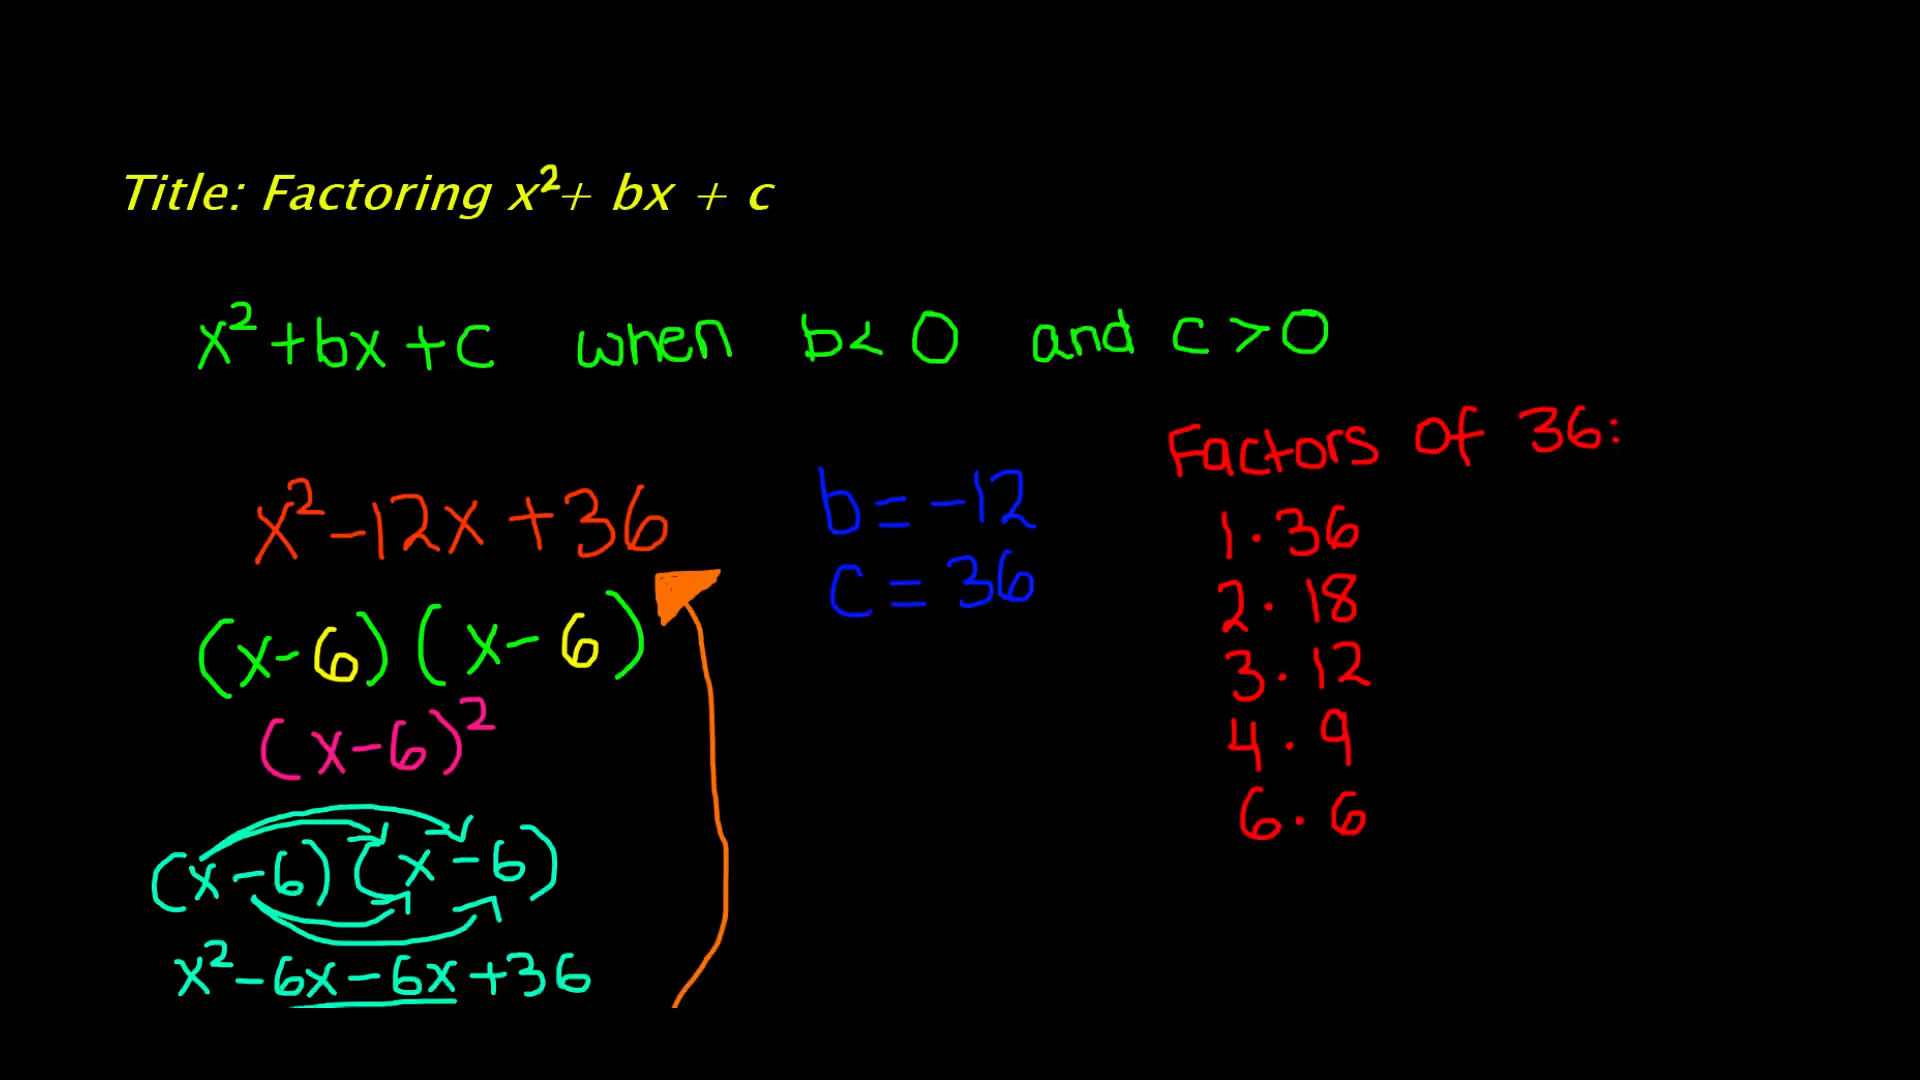 Title: Factoring x²+ bx + c
x²+bx+c when b<0 and c>0
x²-12x+36
(x-6)(x-6)
(x-6)²
(x-6)(x-6)
x²-6x-6x+36
b=-12
c=36
Factors of 36:
1·36
2·18
3·12
4·9
6·6